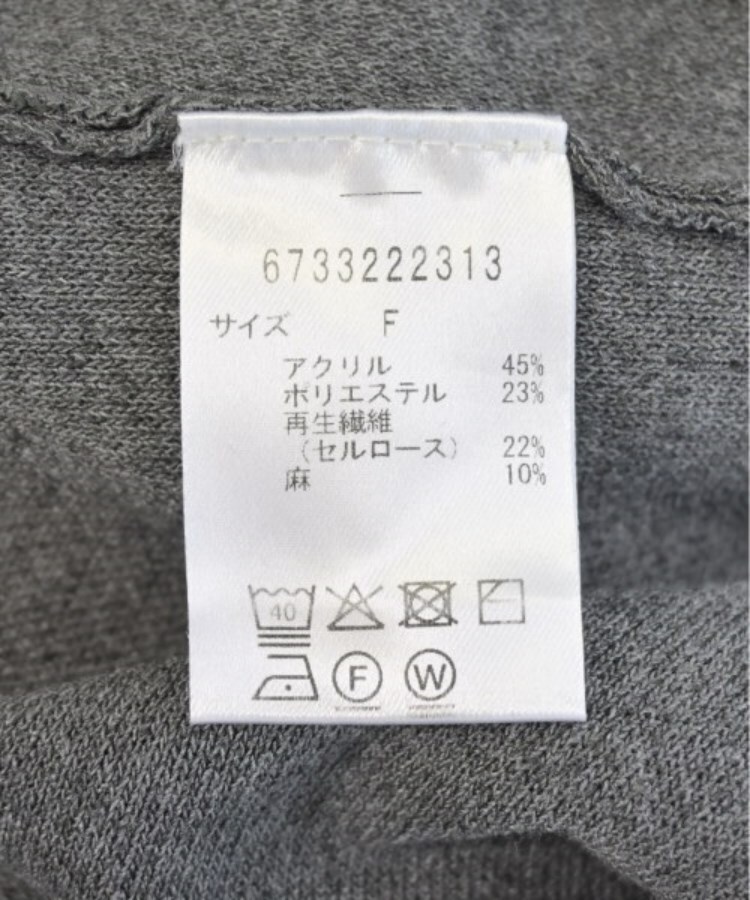 6733222313
サイズ F
アクリル 45%
ポリエステル 23%
再生繊維
(セルロース) 22%
麻 10%
40
F W